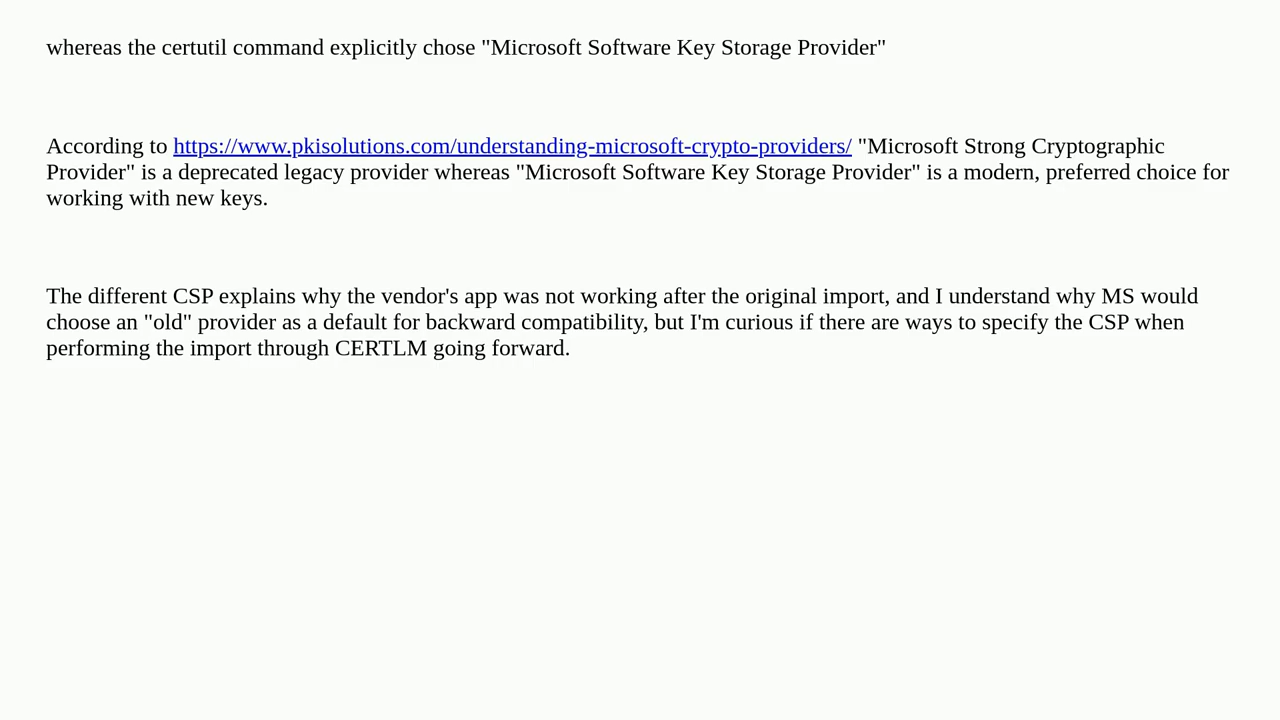 whereas the certutil command explicitly chose "Microsoft Software Key Storage Provider"
According to https://www.pkisolutions.com/understanding-microsoft-crypto-providers/ "Microsoft Strong Cryptographic
Provider" is a deprecated legacy provider whereas "Microsoft Software Key Storage Provider" is a modern, preferred choice for
working with new keys.
The different CSP explains why the vendor's app was not working after the original import, and I understand why MS would
choose an "old" provider as a default for backward compatibility, but I'm curious if there are ways to specify the CSP when
performing the import through CERTLM going forward.